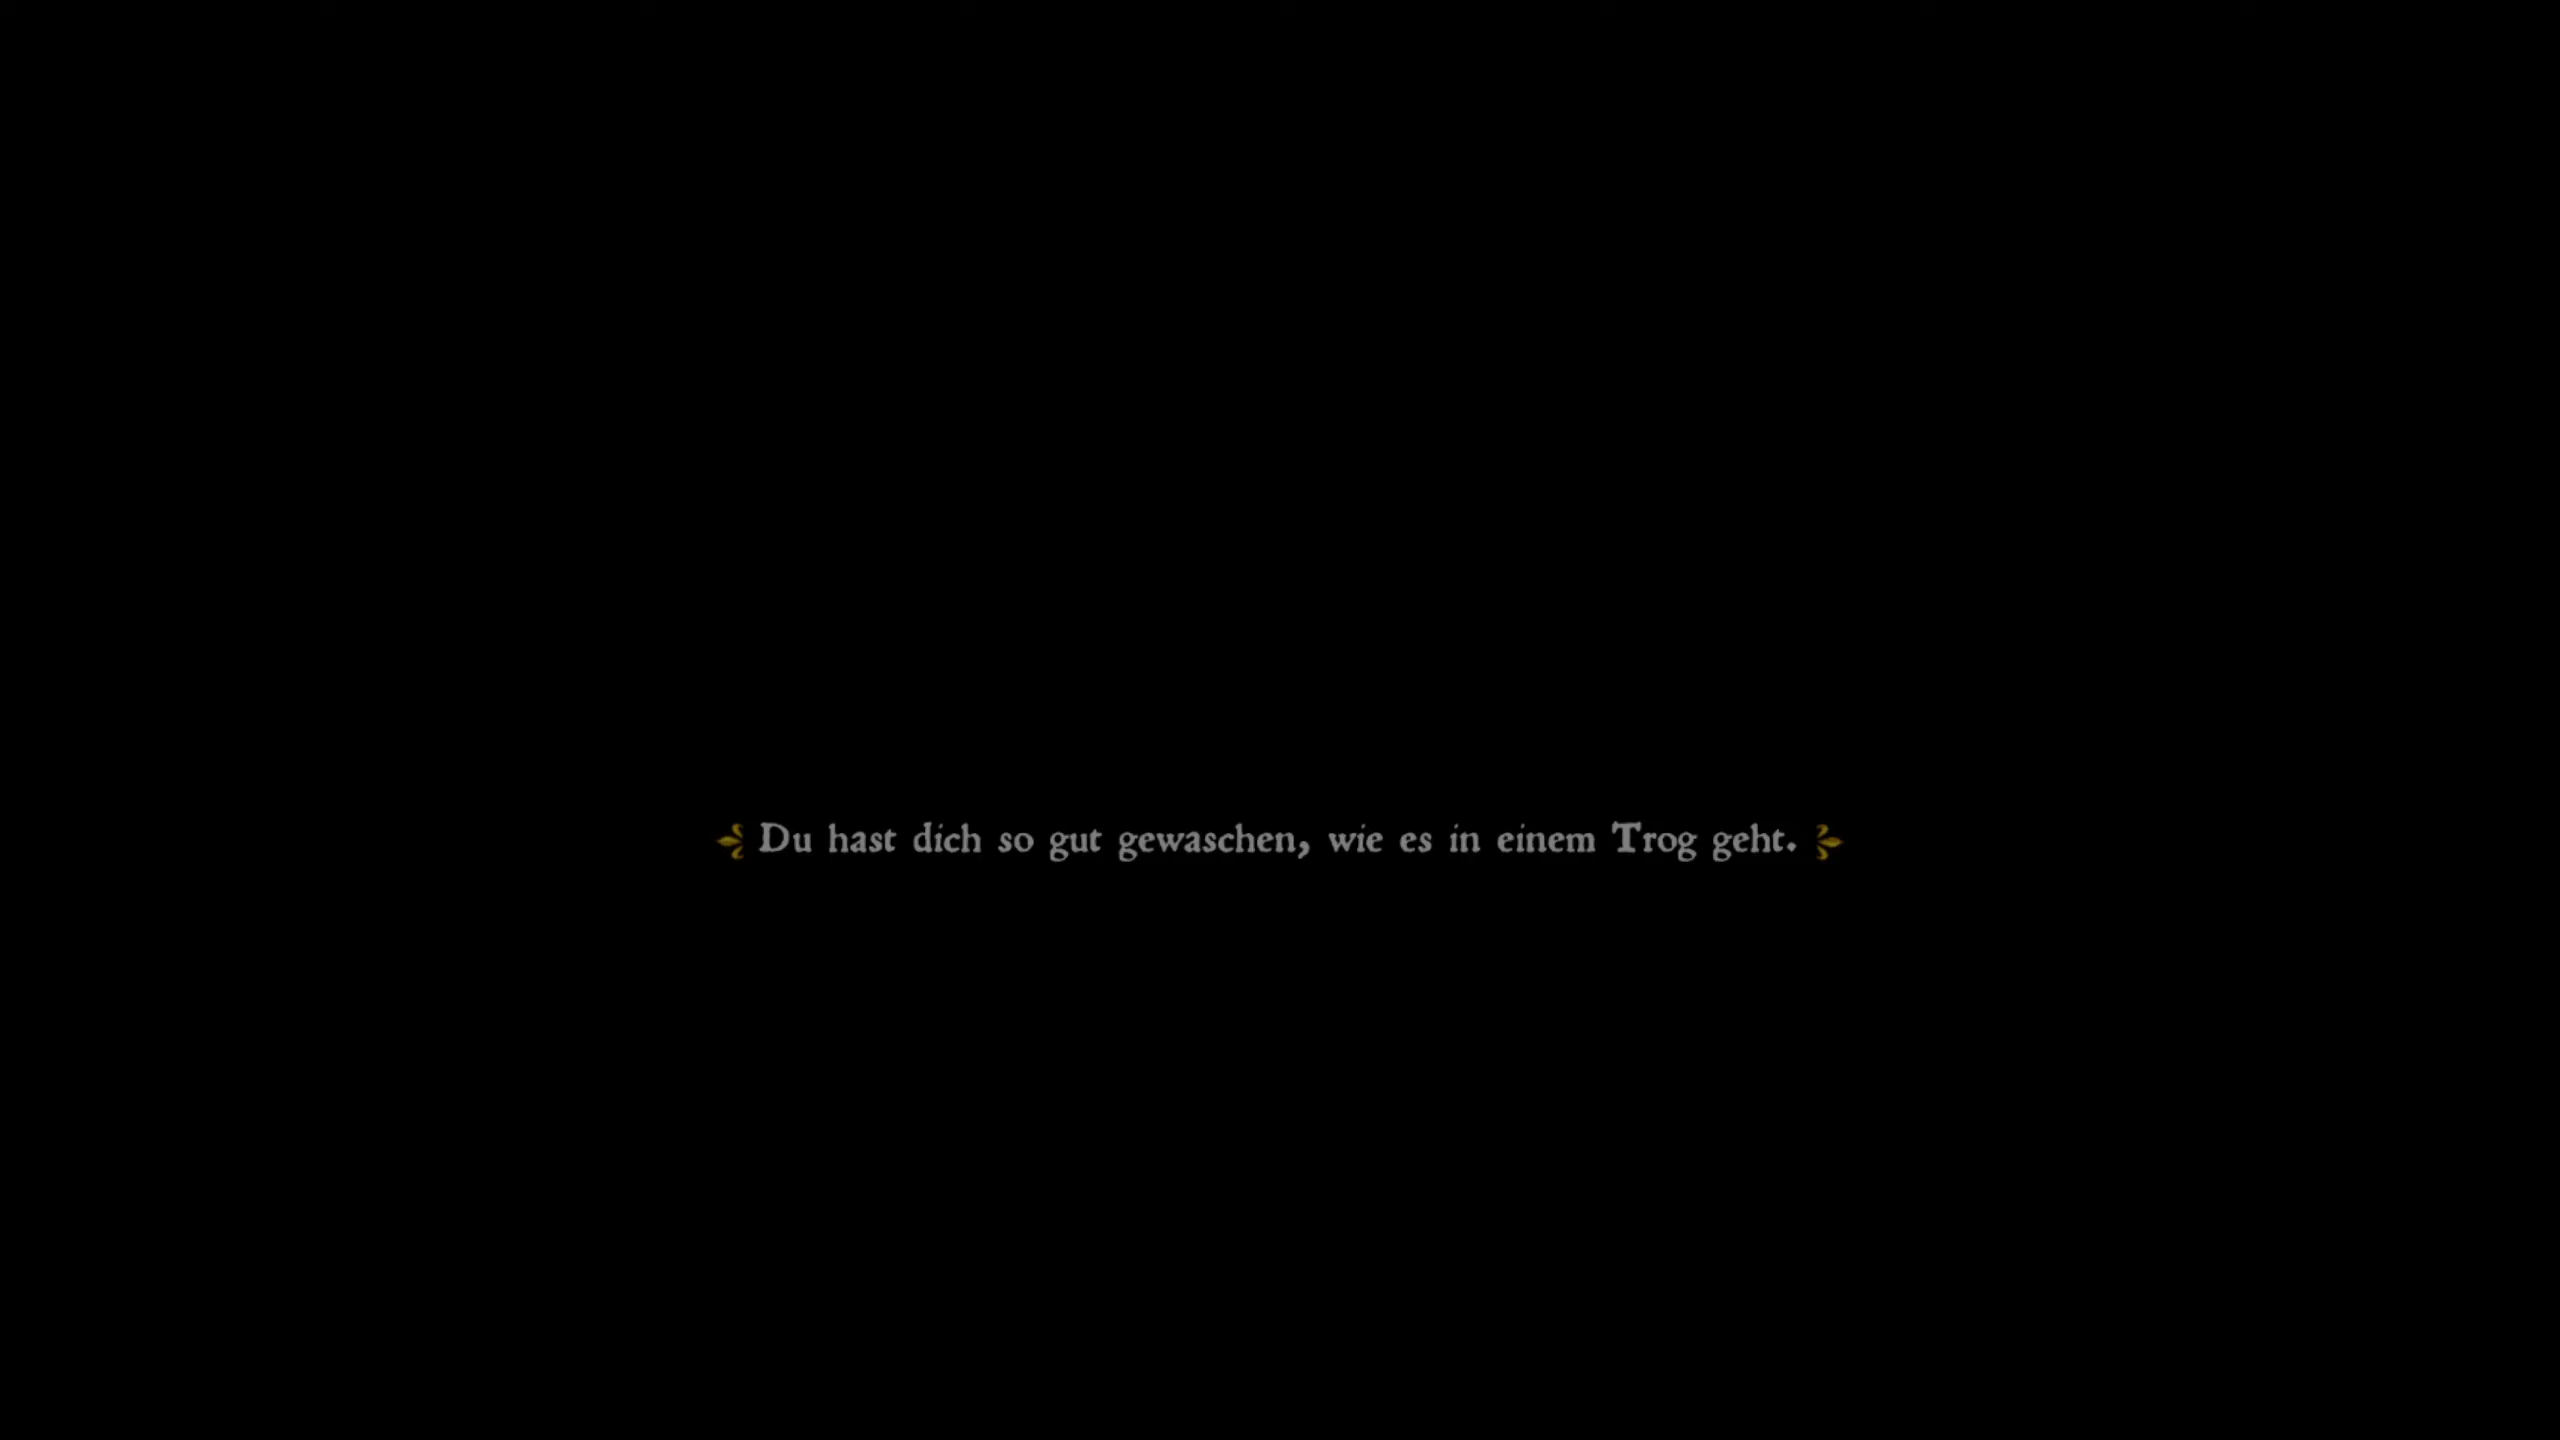 Du hast dich so gut gewaschen, wie es in einem Trog geht.